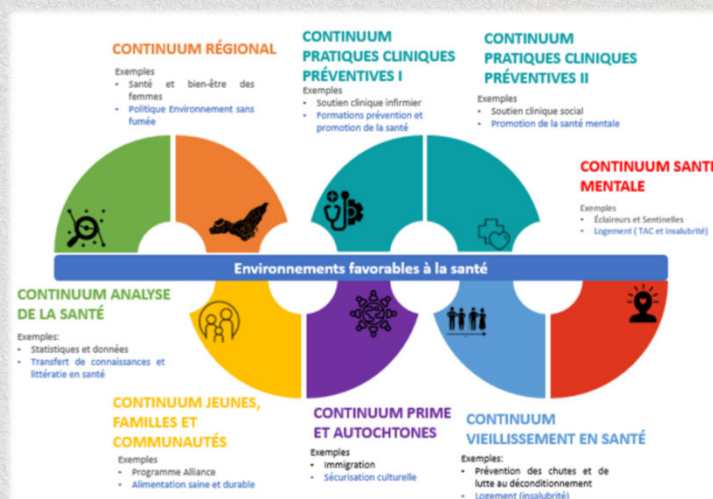 CONTINUUM RÉGIONAL
Exemples
• Santé et bien-être des
femmes
• Politique Environnement sans
fumée
CONTINUUM
PRATIQUES CLINIQUES
PRÉVENTIVES I
Exemples
• Soutien clinique infirmier
• Formations prévention et
promotion de la santé
CONTINUUM
PRATIQUES CLINIQUES
PRÉVENTIVES II
Exemples
• Soutien clinique social
• Promotion de la santé mentale
CONTINUUM SANTÉ
MENTALE
Exemples
• Éclaireurs et Sentinelles
• Logement ( TAC et insalubrité)
Environnements favorables à la santé
CONTINUUM ANALYSE
DE LA SANTÉ
Exemples:
• Statistiques et données
• Transfert de connaissances et
littératie en santé
CONTINUUM JEUNES,
FAMILLES ET
COMMUNAUTÉS
Exemples
• Programme Alliance
• Alimentation saine et durable
CONTINUUM PRIME
ET AUTOCHTONES
Exemples
• Immigration
• Sécurisation culturelle
CONTINUUM
VIEILLISSEMENT EN SANTÉ
Exemples:
• Prévention des chutes et de
lutte au déconditionnement
• Logement (insalubrité)